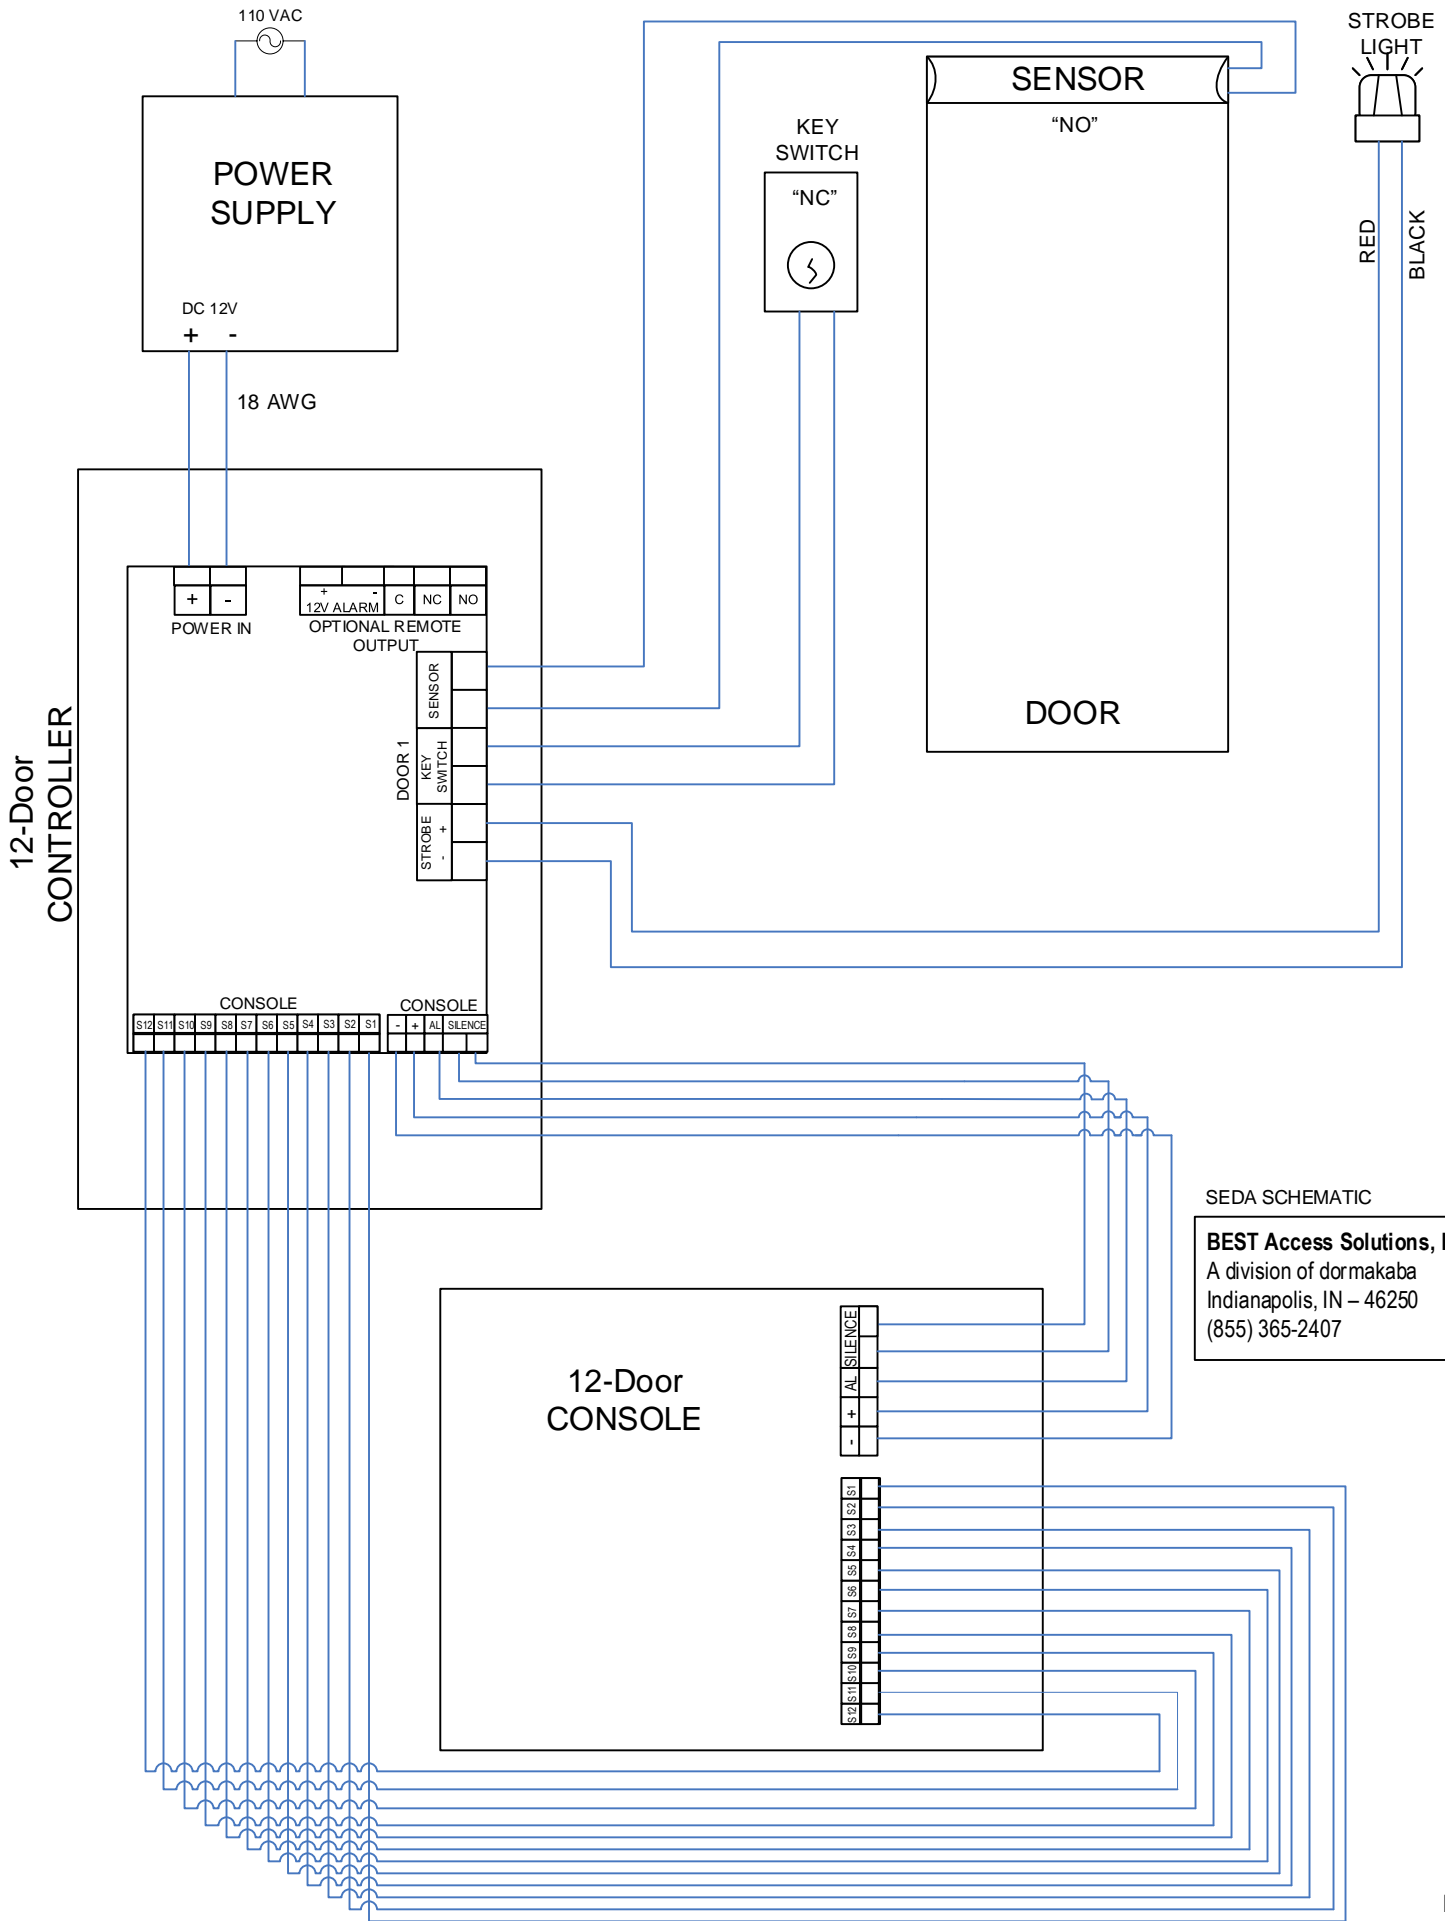 110 VAC
STROBE
LIGHT
SENSOR
“NO”
KEY
SWITCH
“NC”
POWER
SUPPLY
RED
BLACK
DC 12V
+ -
18 AWG
DOOR
12-Door
CONTROLLER
+ -
POWER IN
+ -
12V ALARM
C NC NO
OPTIONAL REMOTE
OUTPUT
DOOR 1
SENSOR
KEY
SWITCH
STROBE
- +
CONSOLE
S12 S11 S10 S9 S8 S7 S6 S5 S4 S3 S2 S1
CONSOLE
- + AL SILENCE
SEDA SCHEMATIC
BEST Access Solutions,
A division of dormakaba
Indianapolis, IN – 46250
(855) 365-2407
12-Door
CONSOLE
SILENCE
AL
+
-
S1
S2
S3
S4
S5
S6
S7
S8
S9
S10
S11
S12